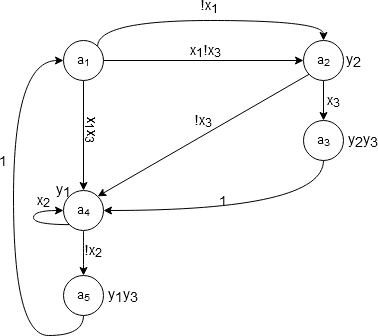 !x₁
a₁
x₁!x₃
a₂
y₂
x₁x₃
!x₃
x₃
a₃
y₂y₃
1
y₁
x₂
a₄
1
!x₂
a₅
y₁y₃